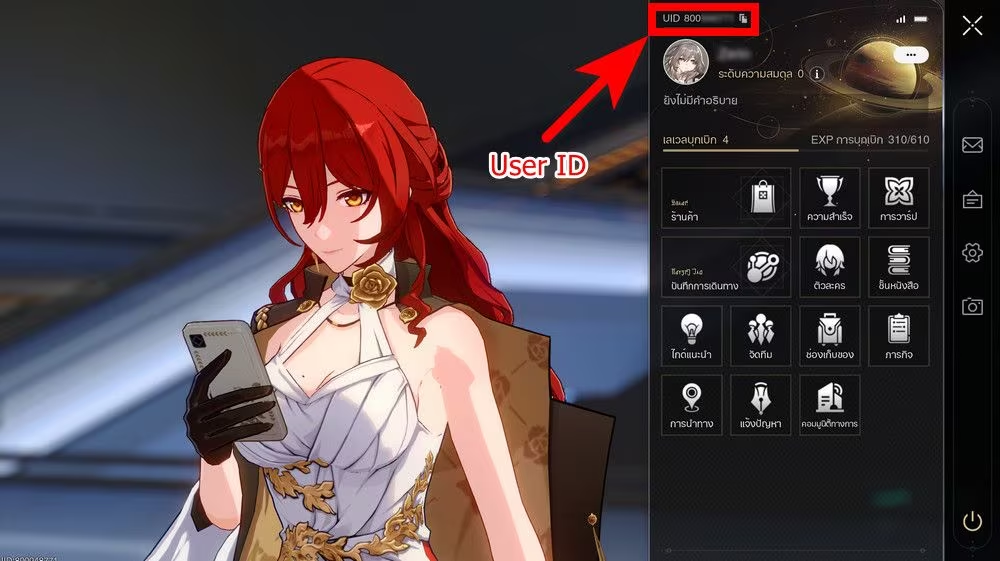 UID 800
User ID
ระดับความสมดุล 0
ยังไม่มีคำอธิบาย
เลเวลบุกเบิก 4
EXP การบุกเบิก 310/610
ร้านค้า
ความสำเร็จ
การวาร์ป
บันทึกการเดินทาง
ตัวละคร
ชั้นหนังสือ
ไกด์แนะนำ
จัดทีม
ช่องเก็บของ
ภารกิจ
การนำทาง
แจ้งปัญหา
คอมมูนิตี้ทางการ